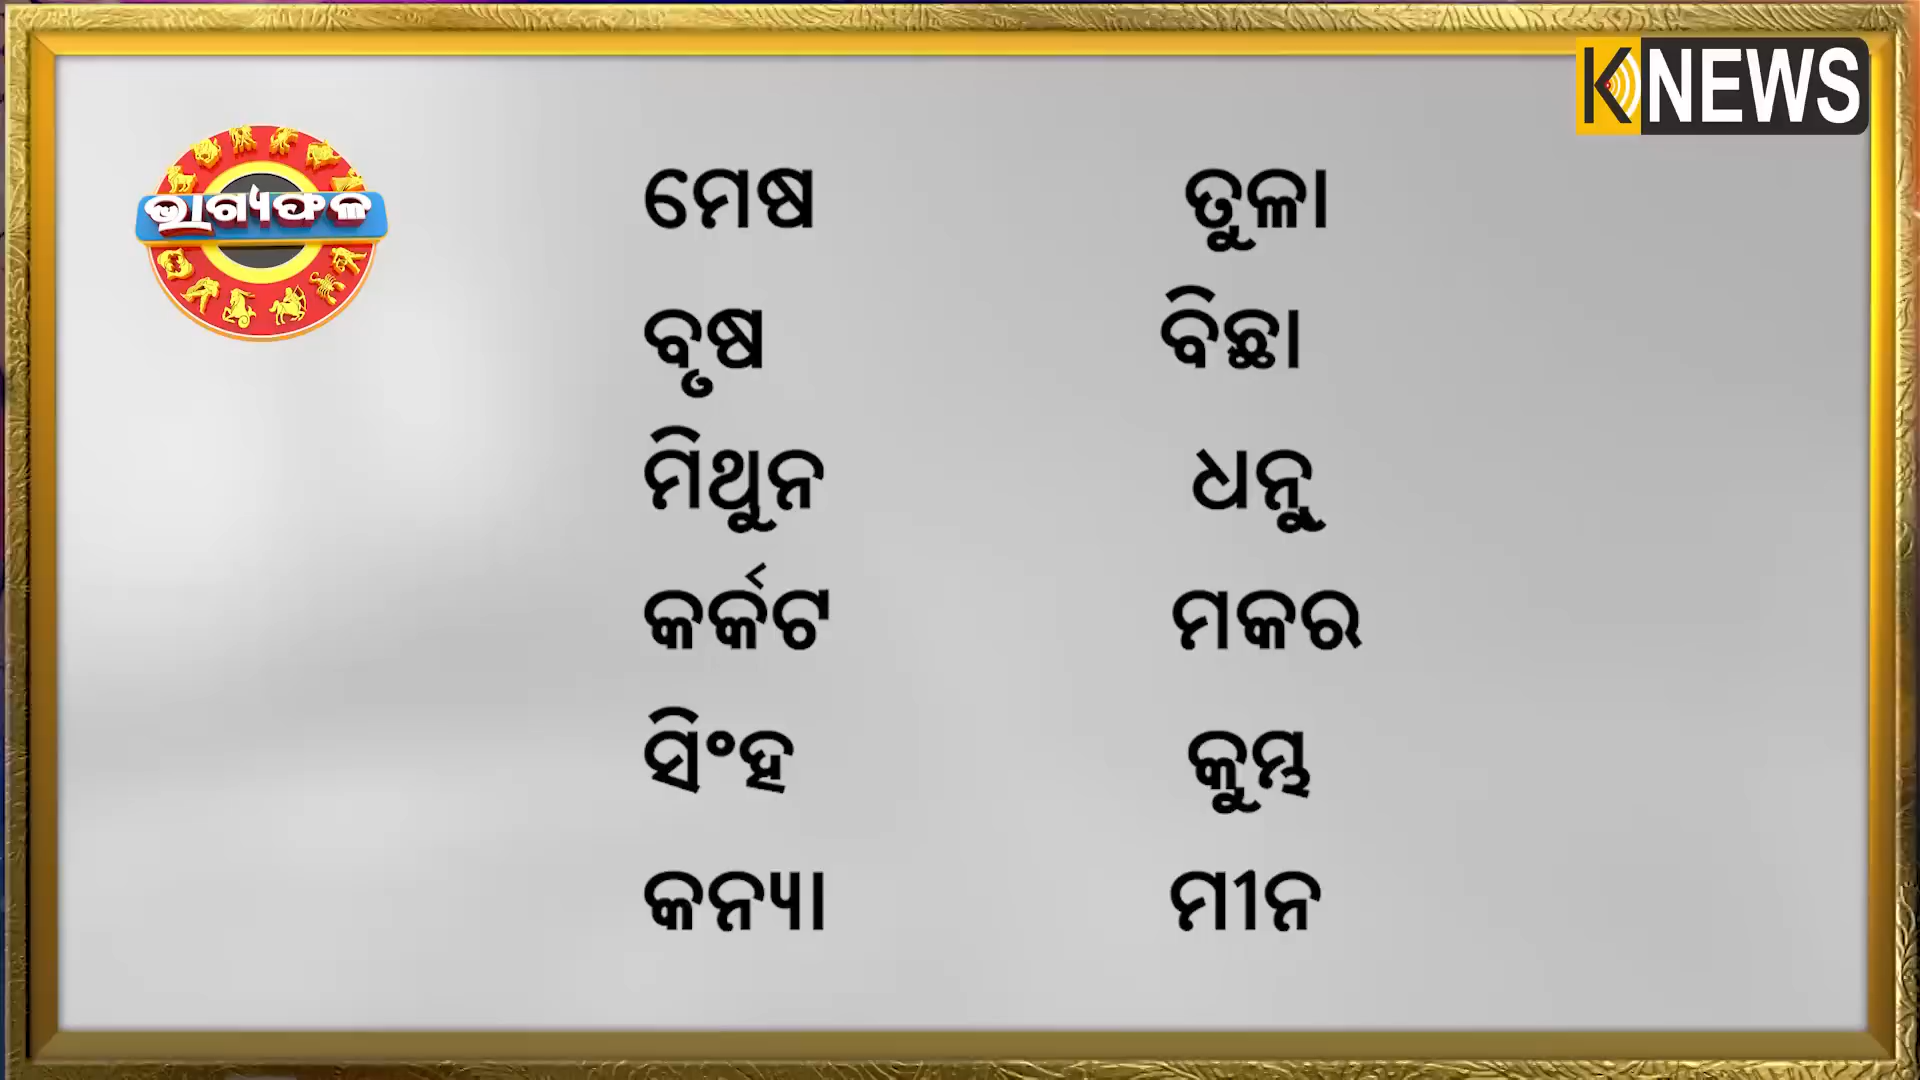 KNEWS
ଭାଗ୍ୟଫଳ
ମେଷ ତୁଳା
ବୃଷ ବିଛା
ମିଥୁନ ଧନୁ
କର୍କଟ ମକର
ସିଂହ କୁମ୍ଭ
କନ୍ୟା ମୀନ